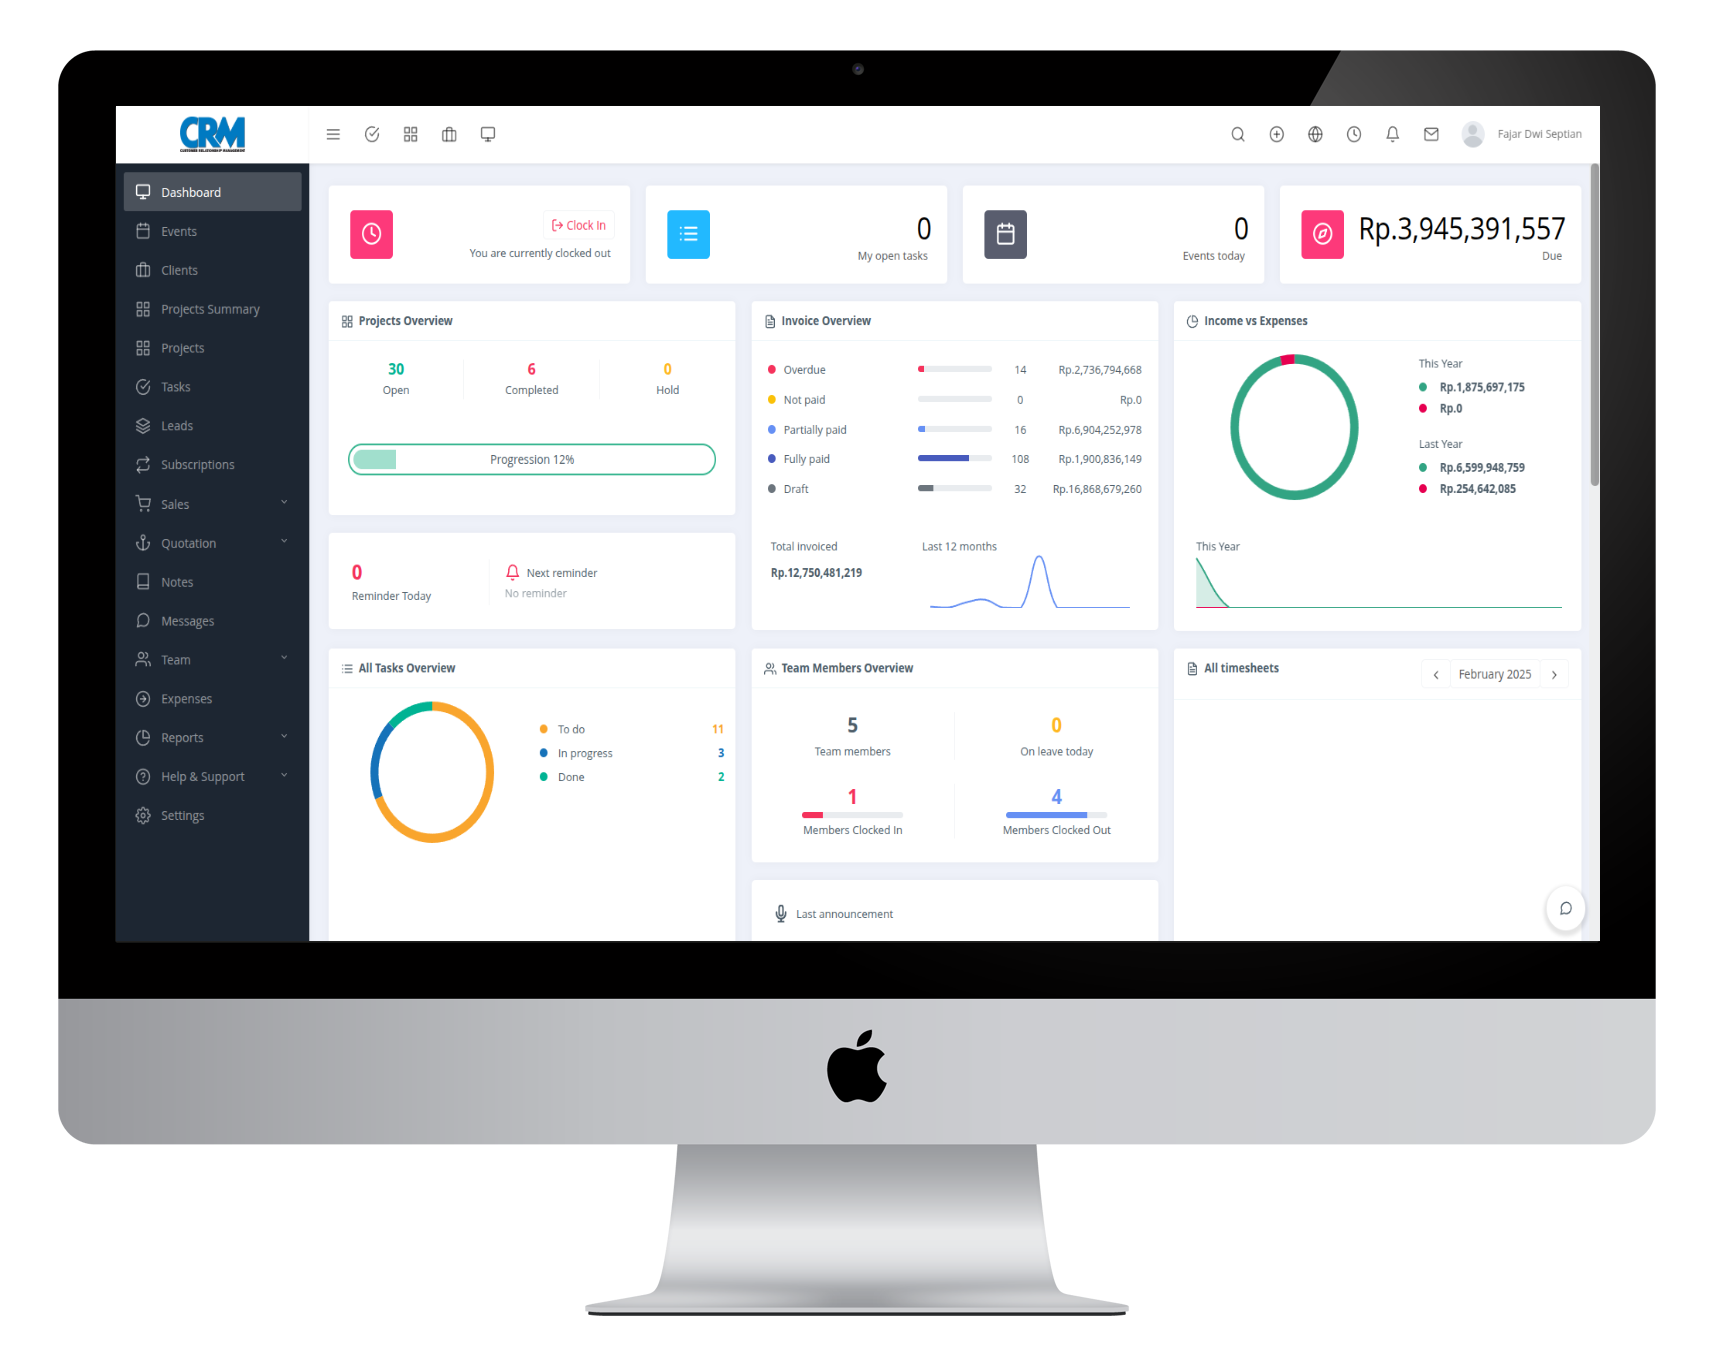 CRM
CUSTOMER RELATIONSHIP MANAGEMENT
Fajar Dwi Septian
Dashboard
Events
Clients
Projects Summary
Projects
Tasks
Leads
Subscriptions
Sales
Quotation
Notes
Messages
Team
Expenses
Reports
Help & Support
Settings
Clock In
You are currently clocked out
0
My open tasks
0
Events today
Rp.3,945,391,557
Due
Projects Overview
30
Open
6
Completed
0
Hold
Progression 12%
0
Reminder Today
Next reminder
No reminder
Invoice Overview
Overdue 14 Rp.2,736,794,668
Not paid 0 Rp.0
Partially paid 16 Rp.6,904,252,978
Fully paid 108 Rp.1,900,836,149
Draft 32 Rp.16,868,679,260
Total invoiced
Rp.12,750,481,219
Last 12 months
Income vs Expenses
This Year
Rp.1,875,697,175
Rp.0
Last Year
Rp.6,599,948,759
Rp.254,642,085
This Year
All Tasks Overview
To do 11
In progress 3
Done 2
Team Members Overview
5
Team members
0
On leave today
1
Members Clocked In
4
Members Clocked Out
Last announcement
All timesheets
February 2025